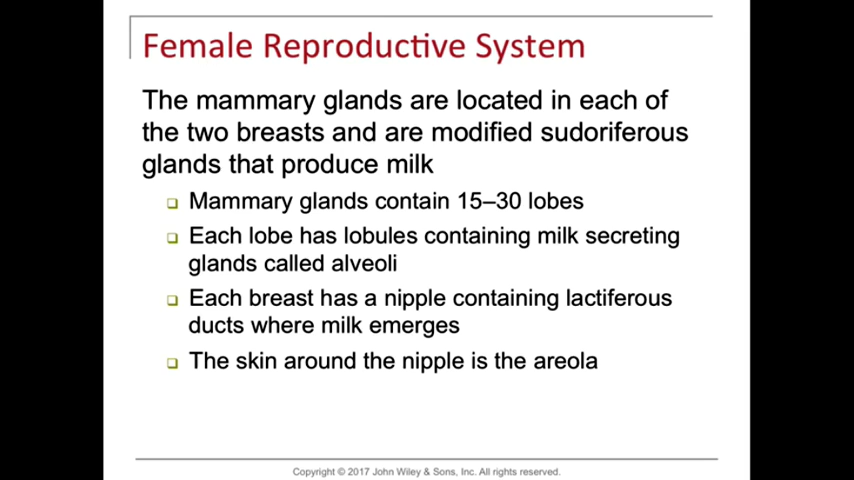 Female Reproductive System
The mammary glands are located in each of
the two breasts and are modified sudoriferous
glands that produce milk
Mammary glands contain 15–30 lobes
Each lobe has lobules containing milk secreting
glands called alveoli
Each breast has a nipple containing lactiferous
ducts where milk emerges
The skin around the nipple is the areola
Copyright © 2017 John Wiley & Sons, Inc. All rights reserved.